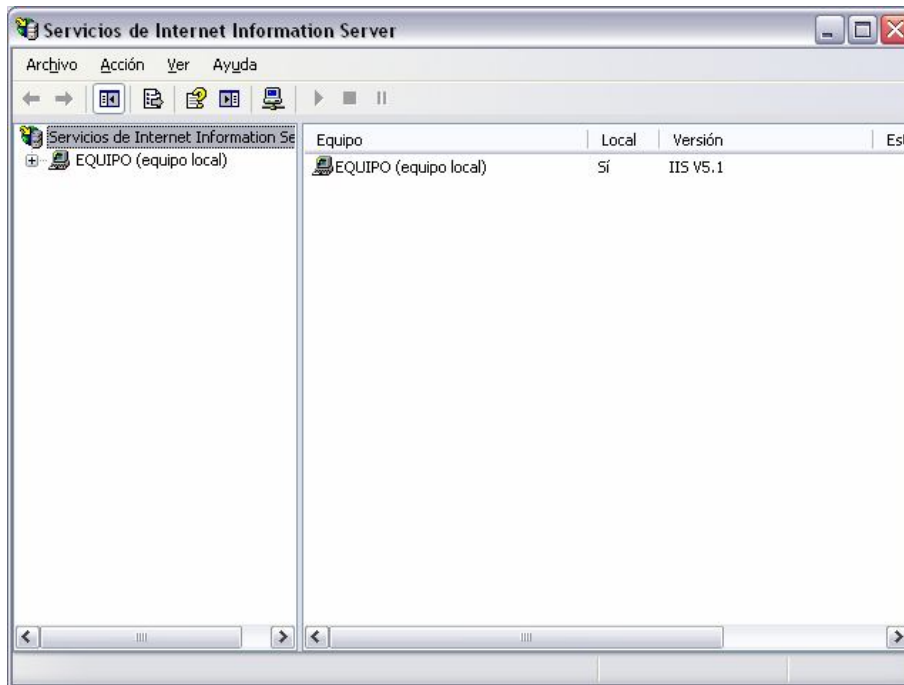 Servicios de Internet Information Server
Archivo Acción Ver Ayuda
Servicios de Internet Information Se
EQUIPO (equipo local)
Equipo Local Versión Est
EQUIPO (equipo local) Sí IIS V5.1